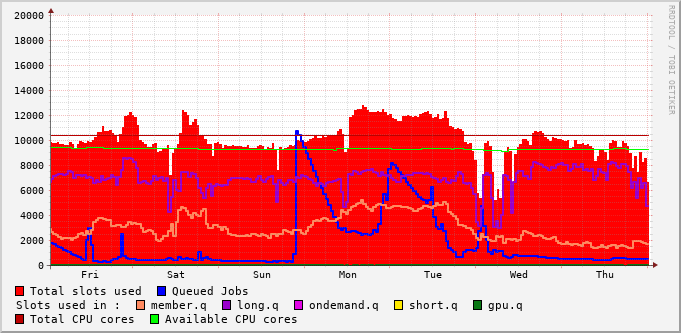 20000
18000
16000
14000
12000
10000
8000
6000
4000
2000
0
Fri Sat Sun Mon Tue Wed Thu
RRDTOOL / TOBI OETIKER
Total slots used Queued Jobs
Slots used in : member.q long.q ondemand.q short.q gpu.q
Total CPU cores Available CPU cores